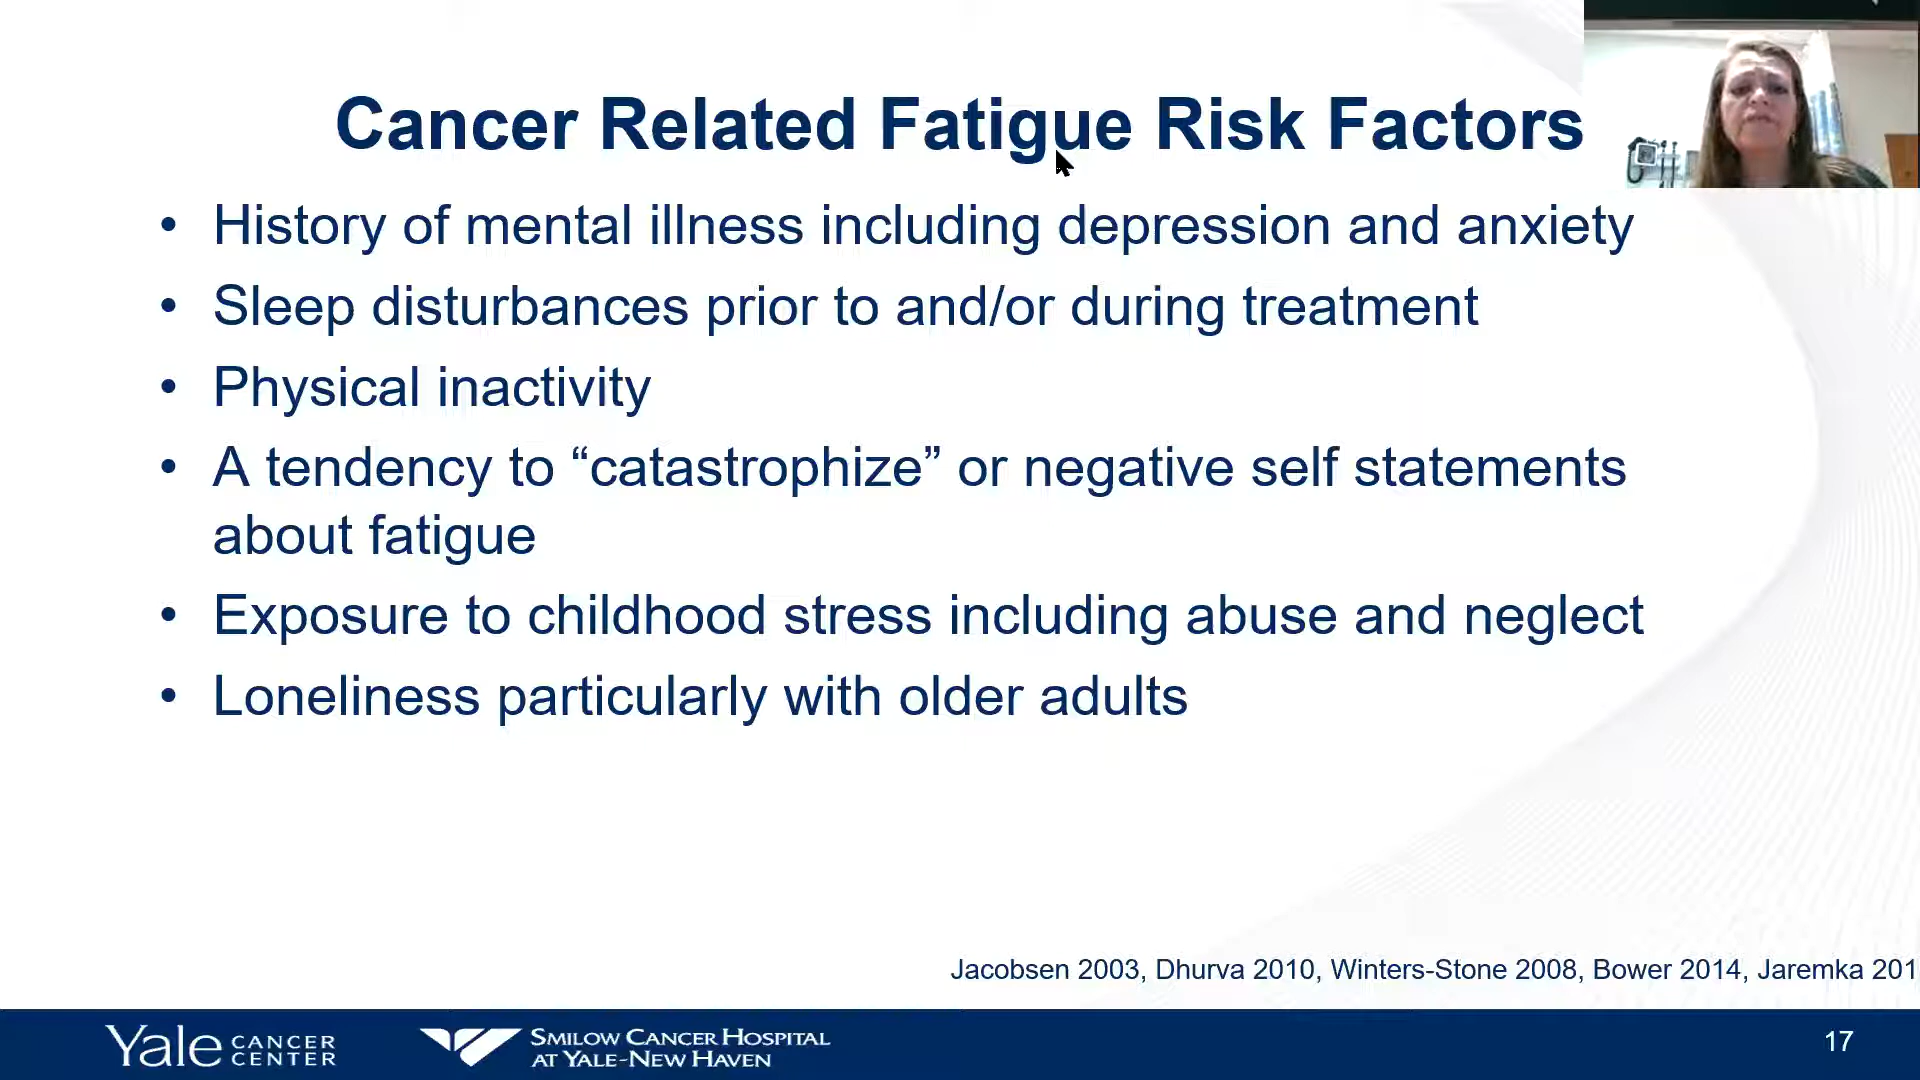 Cancer Related Fatigue Risk Factors
• History of mental illness including depression and anxiety
• Sleep disturbances prior to and/or during treatment
• Physical inactivity
• A tendency to “catastrophize” or negative self statements
about fatigue
• Exposure to childhood stress including abuse and neglect
• Loneliness particularly with older adults
Jacobsen 2003, Dhurva 2010, Winters-Stone 2008, Bower 2014, Jaremka 201
Yale CANCER CENTER
SMILOW CANCER HOSPITAL
AT YALE-NEW HAVEN
17